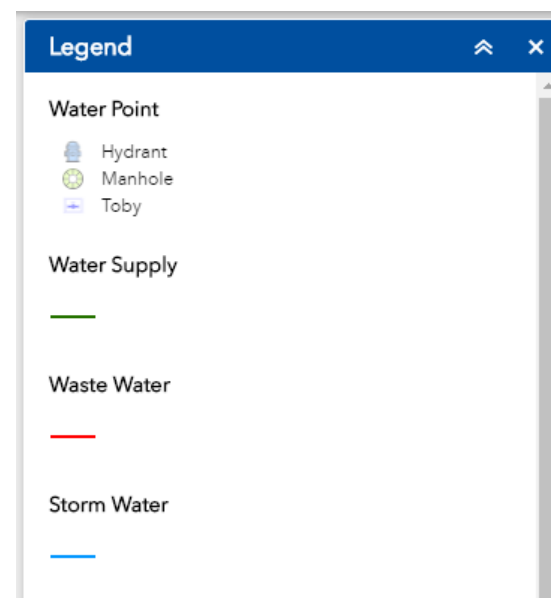 Legend
Water Point
Hydrant
Manhole
Toby
Water Supply
Waste Water
Storm Water